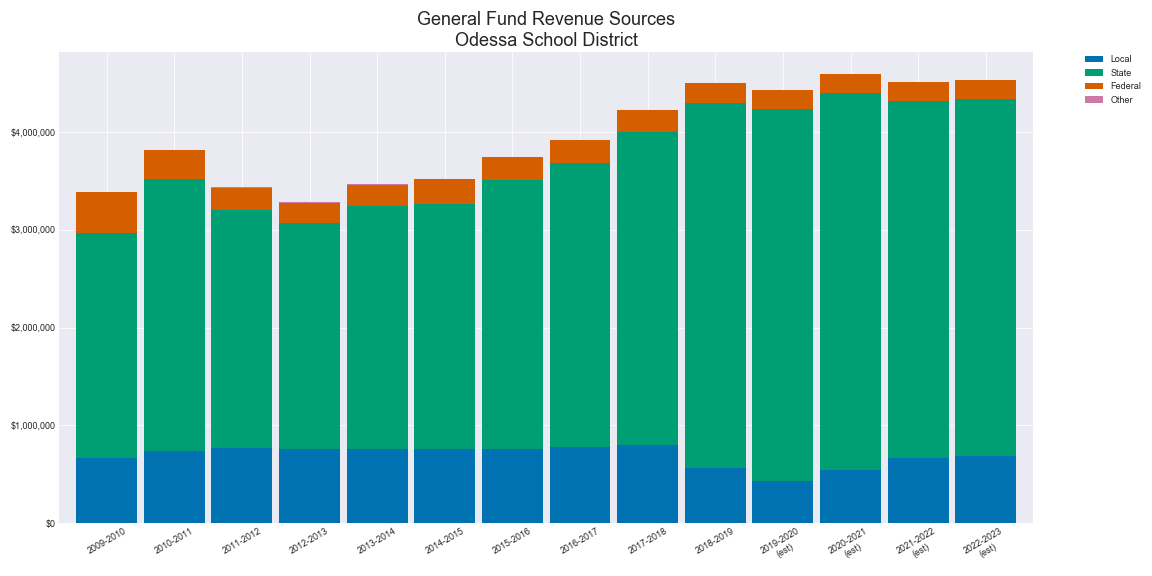 General Fund Revenue Sources
Odessa School District
Local
State
Federal
Other
$4,000,000
$3,000,000
$2,000,000
$1,000,000
$0
2009-2010
2010-2011
2011-2012
2012-2013
2013-2014
2014-2015
2015-2016
2016-2017
2017-2018
2018-2019
2019-2020
(est)
2020-2021
(est)
2021-2022
(est)
2022-2023
(est)